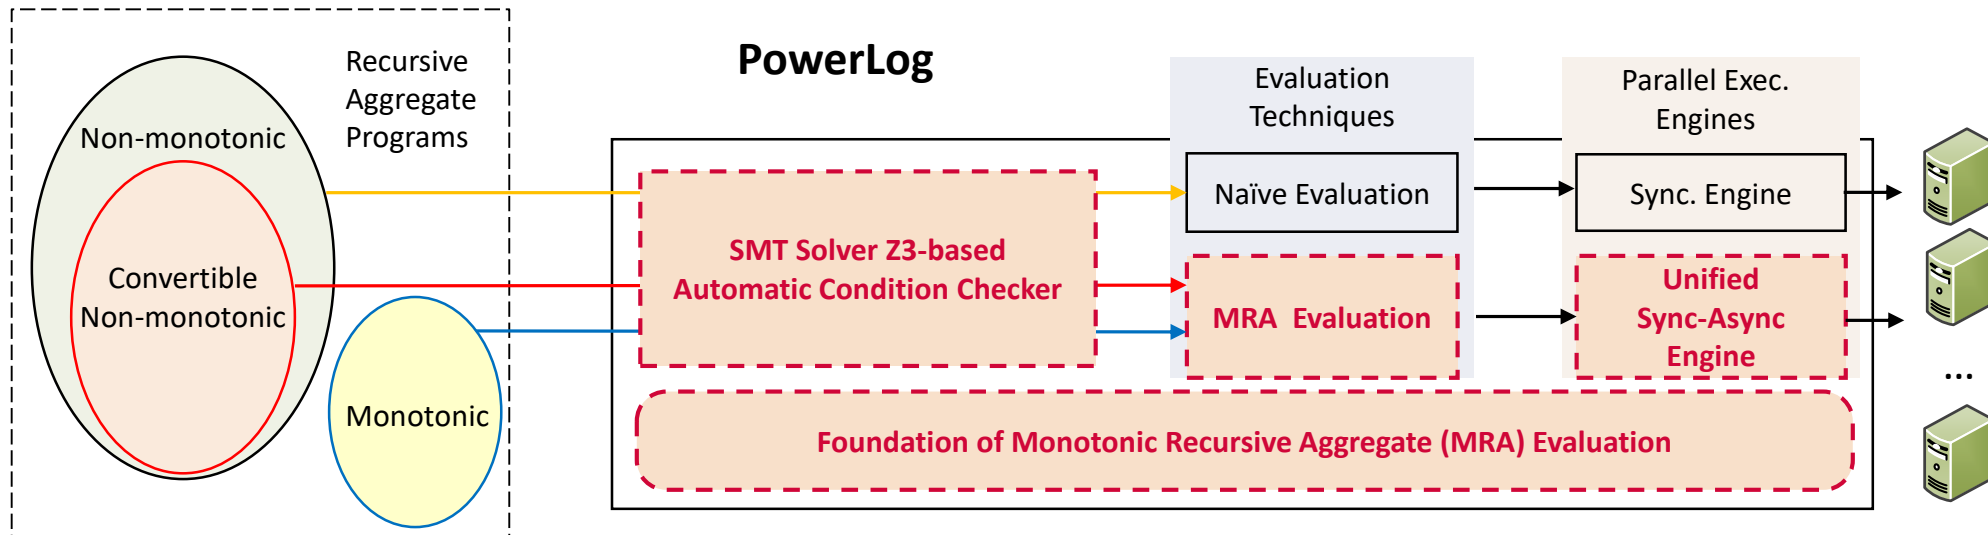 PowerLog
Recursive
Aggregate
Programs
Non-monotonic
Convertible
Non-monotonic
Monotonic
SMT Solver Z3-based
Automatic Condition Checker
Evaluation
Techniques
Naïve Evaluation
MRA Evaluation
Parallel Exec.
Engines
Sync. Engine
Unified
Sync-Async
Engine
...
Foundation of Monotonic Recursive Aggregate (MRA) Evaluation